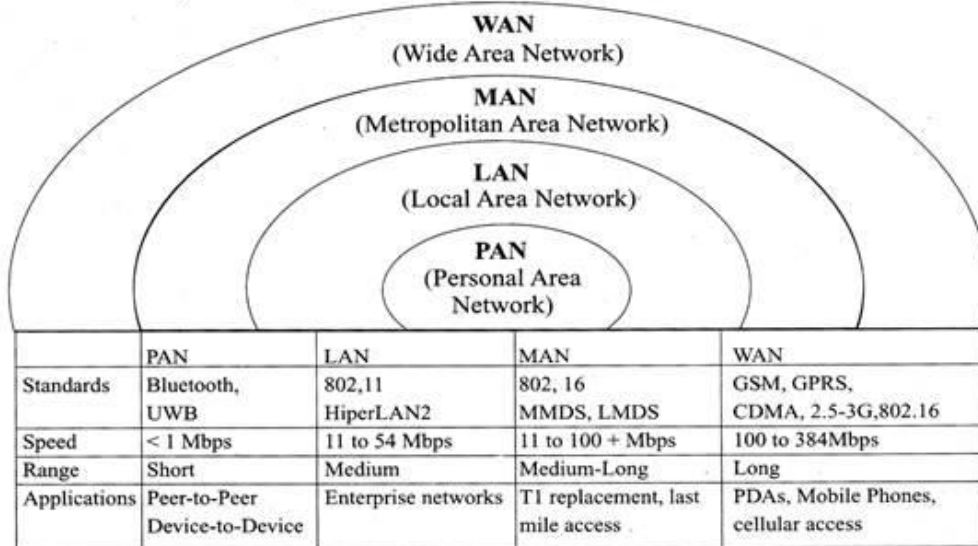 WAN
(Wide Area Network)
MAN
(Metropolitan Area Network)
LAN
(Local Area Network)
PAN
(Personal Area
Network)
PAN LAN MAN WAN
Standards Bluetooth, 802,11 802, 16 GSM, GPRS,
UWB HiperLAN2 MMDS, LMDS CDMA, 2.5-3G,802.16
Speed < 1 Mbps 11 to 54 Mbps 11 to 100 + Mbps 100 to 384Mbps
Range Short Medium Medium-Long Long
Applications Peer-to-Peer Enterprise networks T1 replacement, last PDAs, Mobile Phones,
Device-to-Device mile access cellular access